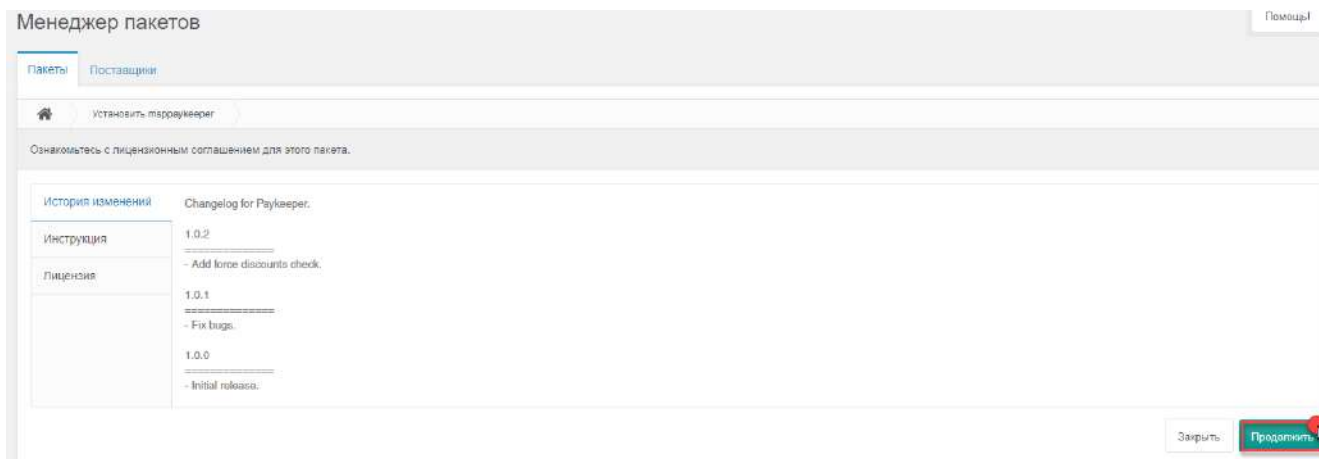 Менеджер пакетов
Помощь!
Пакеты
Поставщики
Установить msppaykeeper
Ознакомьтесь с лицензионным соглашением для этого пакета.
История изменений
Инструкция
Лицензия
Changelog for Paykeeper.
1.0.2
==============
- Add force discounts check.
1.0.1
==============
- Fix bugs.
1.0.0
==============
- Initial release.
Закрыть
Продолжить